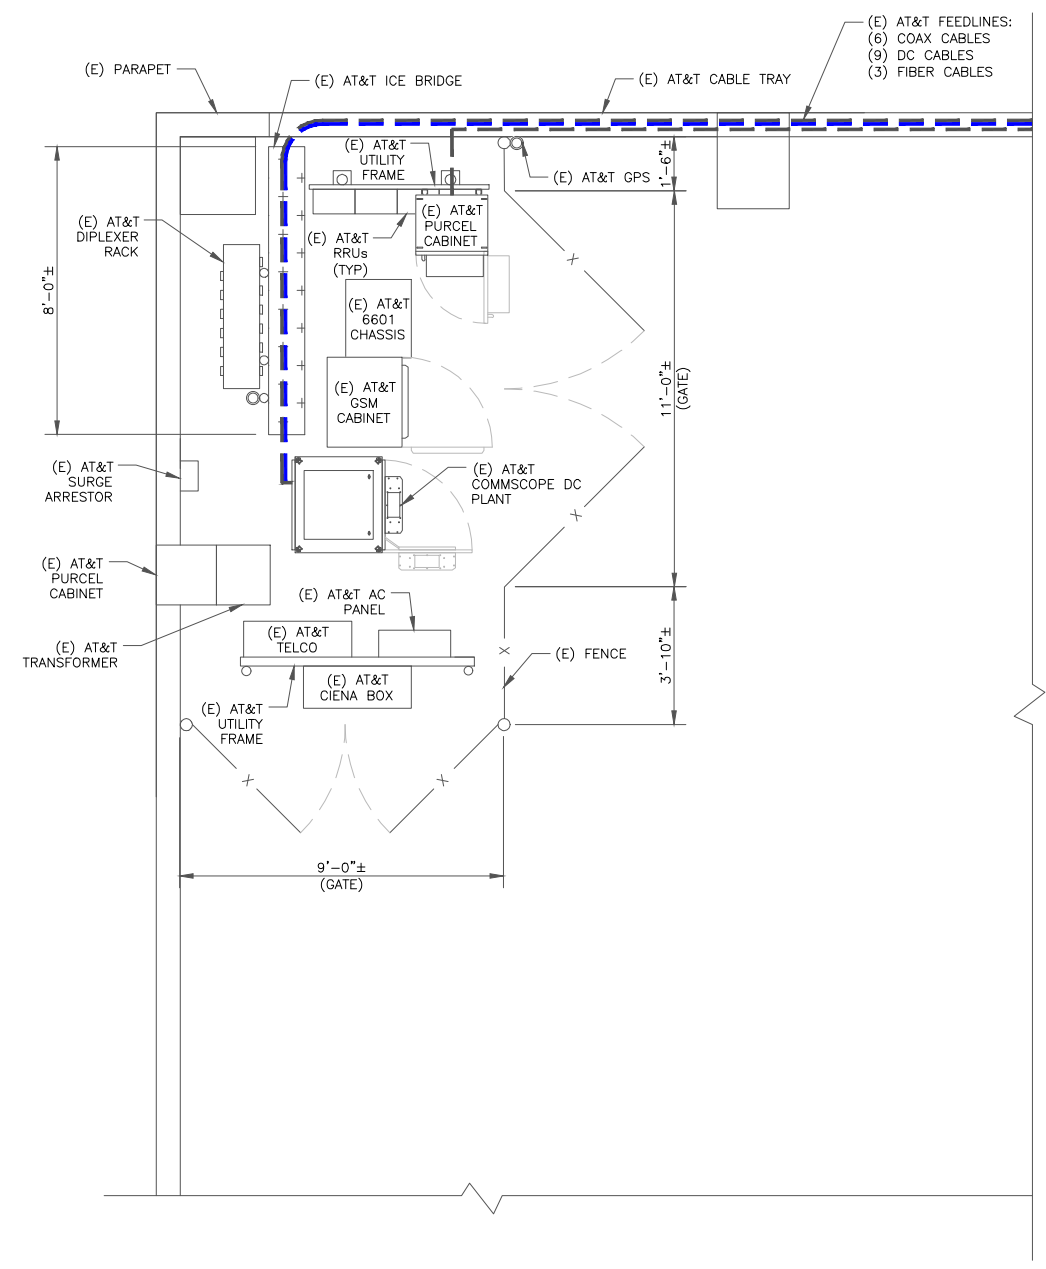 (E) AT&T FEEDLINES:
(6) COAX CABLES
(9) DC CABLES
(3) FIBER CABLES
(E) PARAPET
(E) AT&T ICE BRIDGE
(E) AT&T CABLE TRAY
(E) AT&T
UTILITY
FRAME
(E) AT&T GPS
1'-6"±
(E) AT&T
DIPLEXER
RACK
(E) AT&T
RRUs
(TYP)
(E) AT&T
PURCEL
CABINET
8'-0"±
(E) AT&T
6601
CHASSIS
X
(E) AT&T
GSM
CABINET
11'-0"±
(GATE)
(E) AT&T
SURGE
ARRESTOR
(E) AT&T
COMMSCOPE DC
PLANT
X
(E) AT&T
PURCEL
CABINET
(E) AT&T AC
PANEL
(E) AT&T
TELCO
(E) AT&T
TRANSFORMER
X
(E) FENCE
3'-10"±
(E) AT&T
CIENA BOX
(E) AT&T
UTILITY
FRAME
X
X
9'-0"±
(GATE)